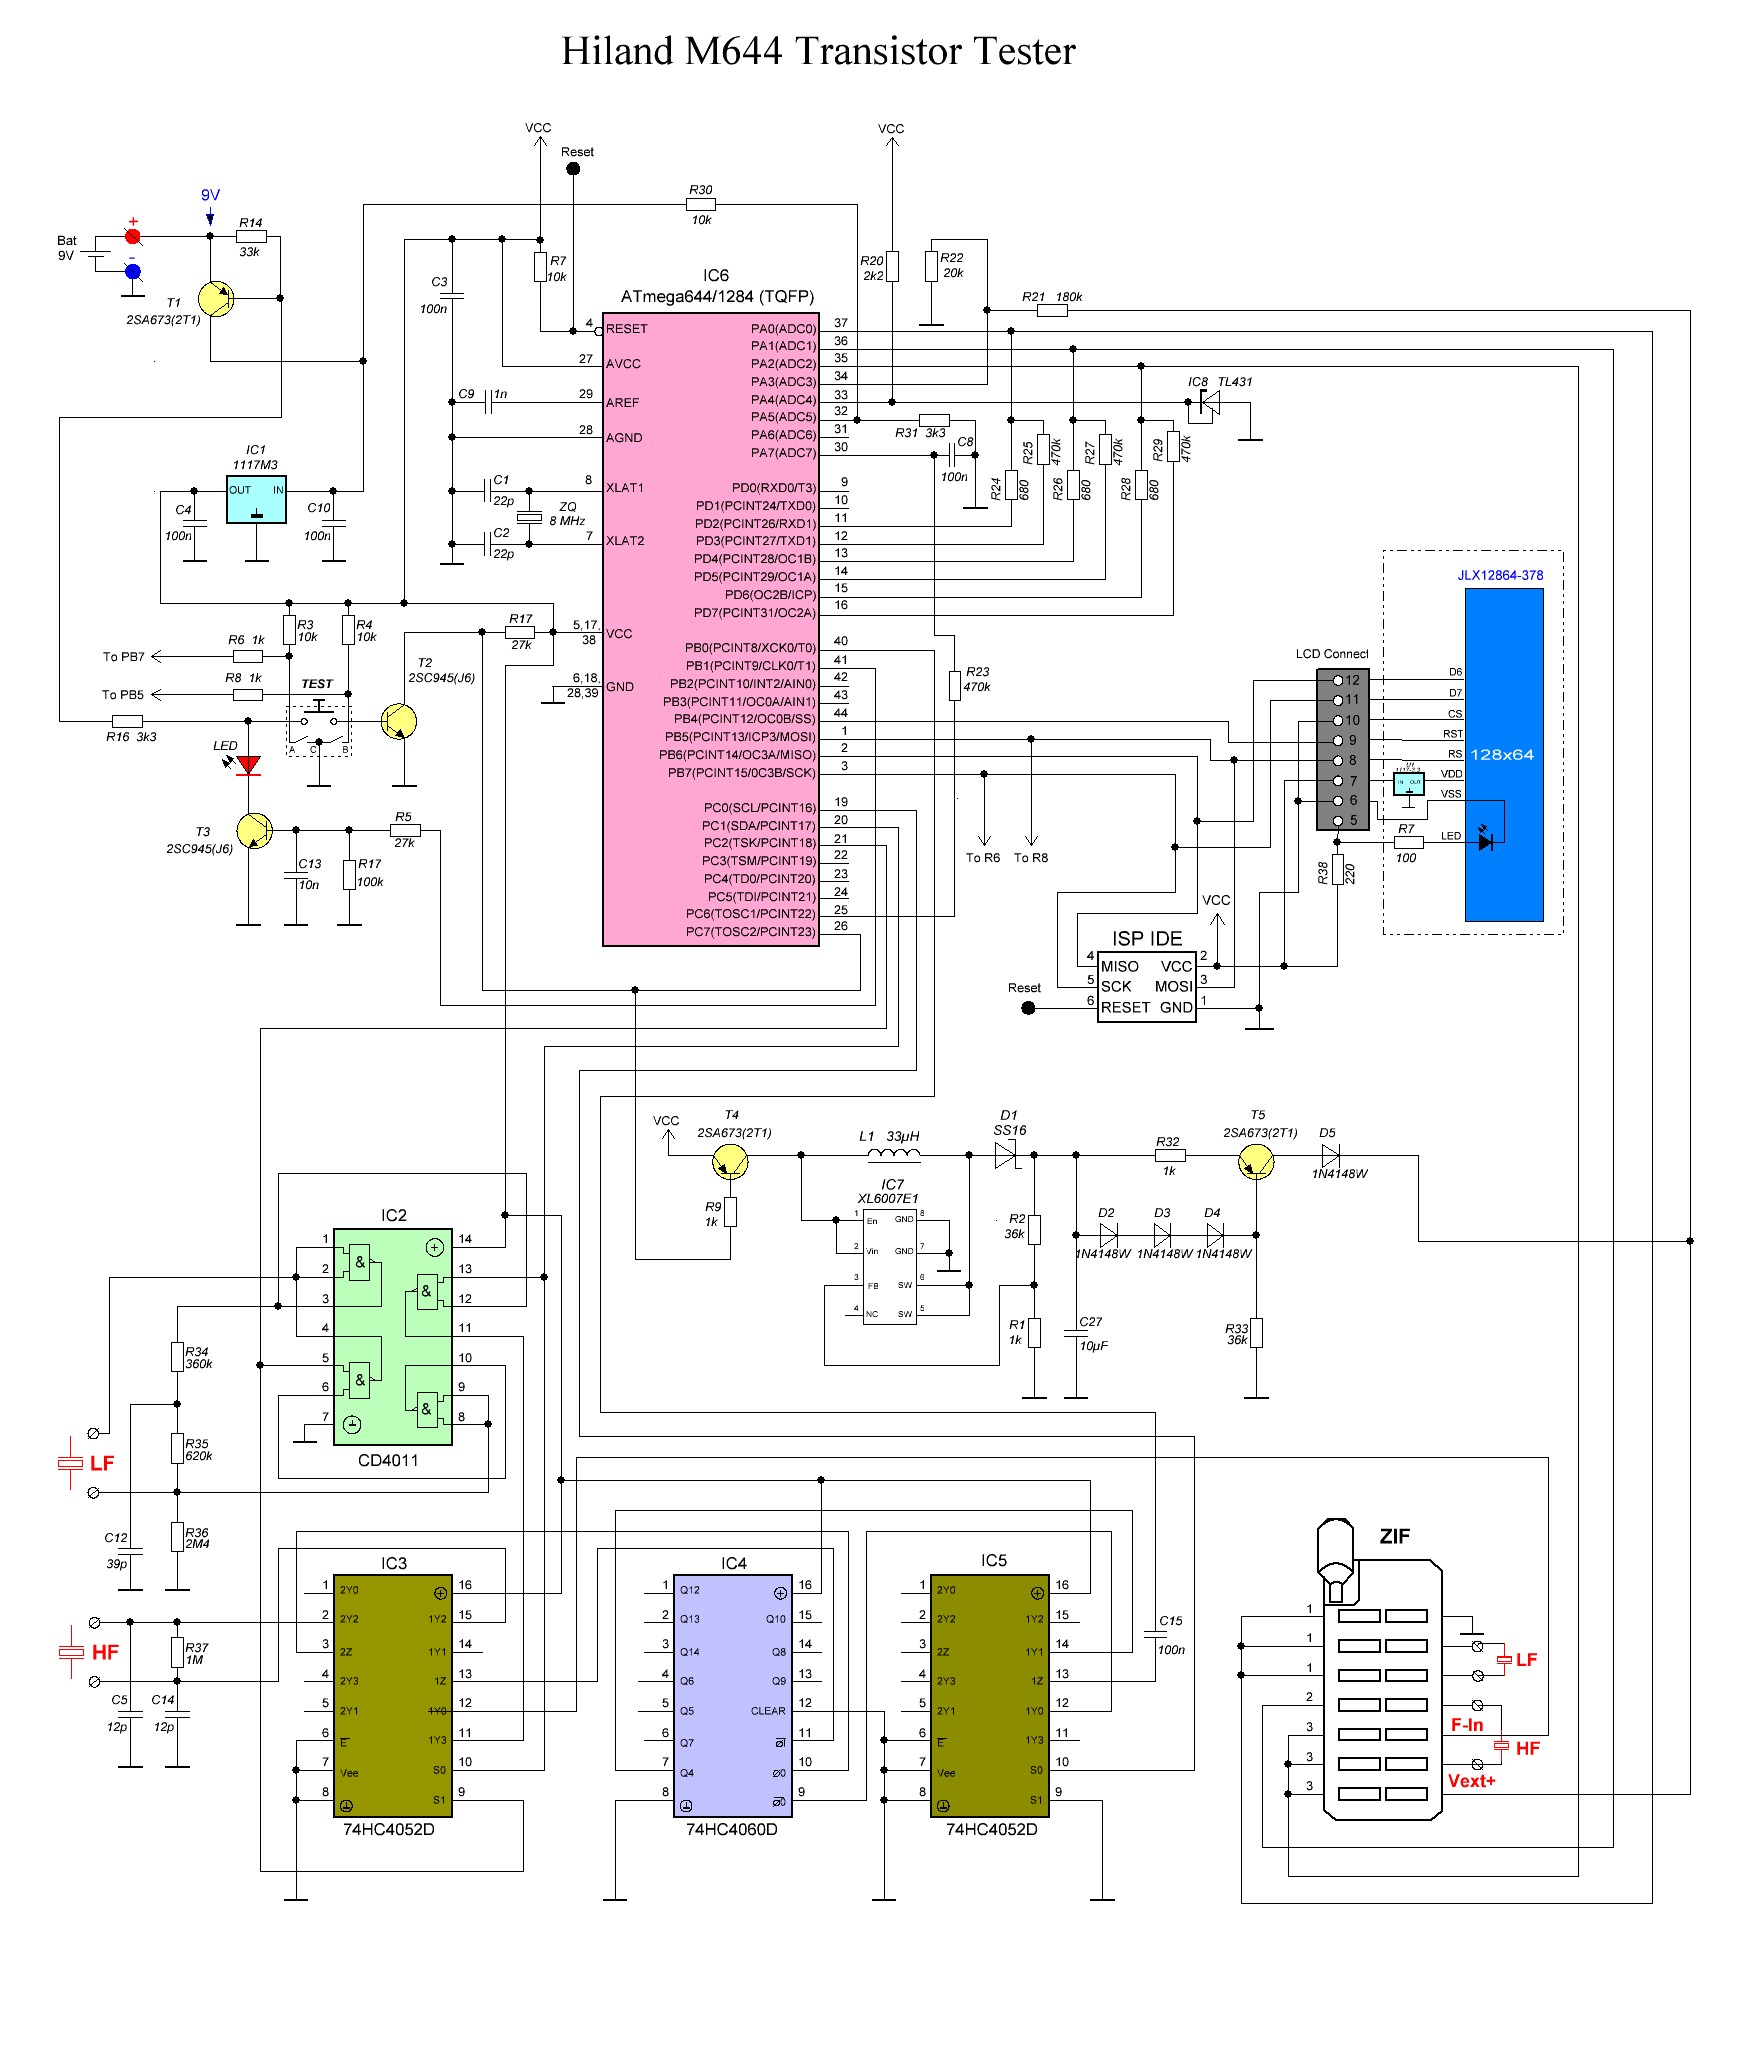 Hiland M644 Transistor Tester
VCC
Reset
VCC
9V
R14
33k
Bat
9V
+
-
T1
2SA673(2T1)
R30
10k
R7
10k
C3
100n
R20
2k2
R22
20k
R21 180k
IC6
ATmega644/1284 (TQFP)
4 RESET
27 AVCC
29 AREF
28 AGND
8 XLAT1
7 XLAT2
5,17,
38 VCC
6,18,
28,39 GND
PA0(ADC0) 37
PA1(ADC1) 36
PA2(ADC2) 35
PA3(ADC3) 34
PA4(ADC4) 33
PA5(ADC5) 32
PA6(ADC6) 31
PA7(ADC7) 30
PD0(RXD0/T3) 9
PD1(PCINT24/TXD0) 10
PD2(PCINT26/RXD1) 11
PD3(PCINT27/TXD1) 12
PD4(PCINT28/OC1B) 13
PD5(PCINT29/OC1A) 14
PD6(OC2B/ICP) 15
PD7(PCINT31/OC2A) 16
PB0(PCINT8/XCK0/T0) 40
PB1(PCINT9/CLK0/T1) 41
PB2(PCINT10/INT2/AIN0) 42
PB3(PCINT11/OC0A/AIN1) 43
PB4(PCINT12/OC0B/SS) 44
PB5(PCINT13/ICP3/MOSI) 1
PB6(PCINT14/OC3A/MISO) 2
PB7(PCINT15/0C3B/SCK) 3
PC0(SCL/PCINT16) 19
PC1(SDA/PCINT17) 20
PC2(TSK/PCINT18) 21
PC3(TSM/PCINT19) 22
PC4(TD0/PCINT20) 23
PC5(TDI/PCINT21) 24
PC6(TOSC1/PCINT22) 25
PC7(TOSC2/PCINT23) 26
C9 1n
C1
22p
ZQ
8 MHz
C2
22p
IC8 TL431
R31 3k3
C8
100n
R24
680
R25
470k
R26
680
R27
470k
R28
680
R29
470k
IC1
1117M3
OUT IN
C4
100n
C10
100n
R3
10k
R4
10k
R17
27k
R6 1k
To PB7
R8 1k
To PB5
TEST
A C B
T2
2SC945(J6)
R16 3k3
LED
T3
2SC945(J6)
R5
27k
C13
10n
R17
100k
R23
470k
To R6 To R8
LCD Connect
12
11
10
9
8
7
6
5
JLX12864-378
128x64
D6
D7
CS
RST
RS
VDD
VSS
LED
U1
IN OUT
R7
100
R38
220
VCC
ISP IDE
4 MISO VCC 2
5 SCK MOSI 3
6 RESET GND 1
Reset
VCC
T4
2SA673(2T1)
R9
1k
L1 33µH
D1
SS16
IC7
XL6007E1
1 En GND 8
2 Vin GND 7
3 FB SW 6
4 NC SW 5
R2
36k
R1
1k
C27
10µF
R32
1k
T5
2SA673(2T1)
D5
1N4148W
D2 D3 D4
1N4148W 1N4148W 1N4148W
R33
36k
IC2
1 14
2 13
3 12
4 11
5 10
6 9
7 8
&
&
&
&
CD4011
R34
360k
R35
620k
LF
R36
2M4
C12
39p
HF
R37
1M
C5
12p
C14
12p
IC3
1 2Y0 16
2 2Y2 1Y2 15
3 2Z 1Y1 14
4 2Y3 1Z 13
5 2Y1 1Y0 12
6 E 1Y3 11
7 Vee S0 10
8 S1 9
74HC4052D
IC4
1 Q12 16
2 Q13 Q10 15
3 Q14 Q8 14
4 Q6 Q9 13
5 Q5 CLEAR 12
6 Q7 øI 11
7 Q4 ø0 10
8 ø0 9
74HC4060D
IC5
1 2Y0 16
2 2Y2 1Y2 15
3 2Z 1Y1 14
4 2Y3 1Z 13
5 2Y1 1Y0 12
6 E 1Y3 11
7 Vee S0 10
8 S1 9
74HC4052D
C15
100n
ZIF
1
1
1
2
3
3
3
LF
F-In
HF
Vext+